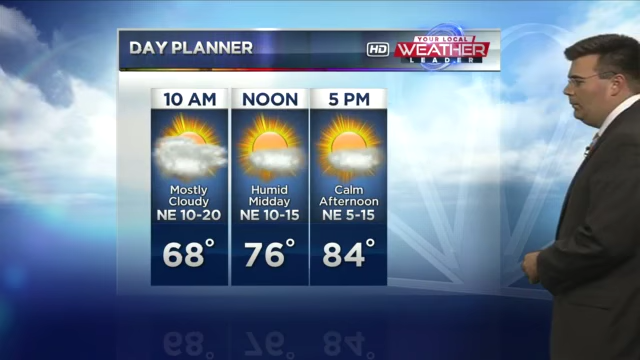 DAY PLANNER
HD
YOUR LOCAL
WEATHER
LEADER
10 AM
NOON
5 PM
Mostly
Cloudy
NE 10-20
Humid
Midday
NE 10-15
Calm
Afternoon
NE 5-15
68°
76°
84°